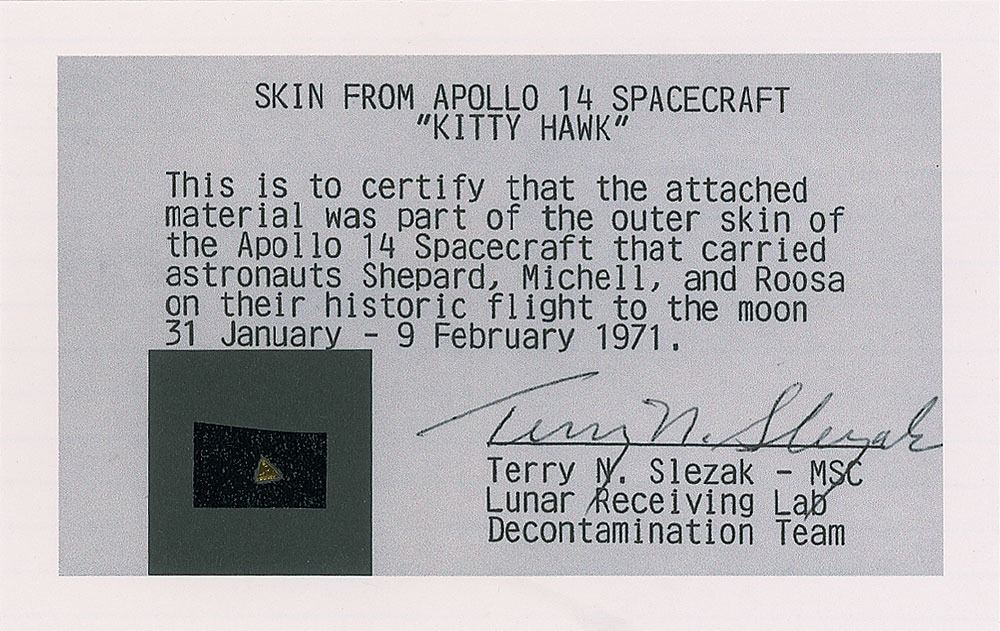 SKIN FROM APOLLO 14 SPACECRAFT
"KITTY HAWK"
This is to certify that the attached
material was part of the outer skin of
the Apollo 14 Spacecraft that carried
astronauts Shepard, Michell, and Roosa
on their historic flight to the moon
31 January - 9 February 1971.
Terry N. Slezak
Terry N. Slezak - MSC
Lunar Receiving Lab
Decontamination Team